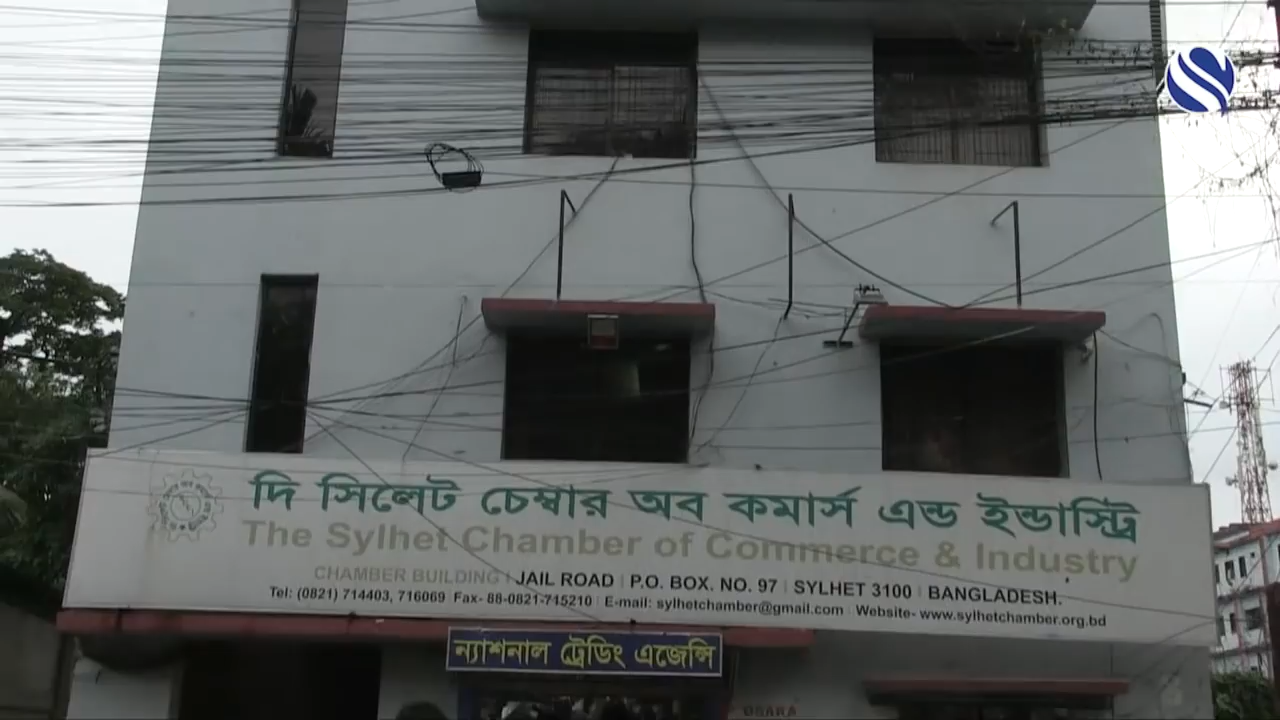 দি সিলেট চেম্বার অব কমার্স এন্ড ইন্ডাস্ট্রি
The Sylhet Chamber of Commerce & Industry
CHAMBER BUILDING | JAIL ROAD | P.O. BOX. NO. 97 | SYLHET 3100 | BANGLADESH.
Tel: (0821) 714403, 716069 Fax- 88-0821-715210 | E-mail: sylhetchamber@gmail.com | Website- www.sylhetchamber.org.bd
ন্যাশনাল ট্রেডিং এজেন্সি